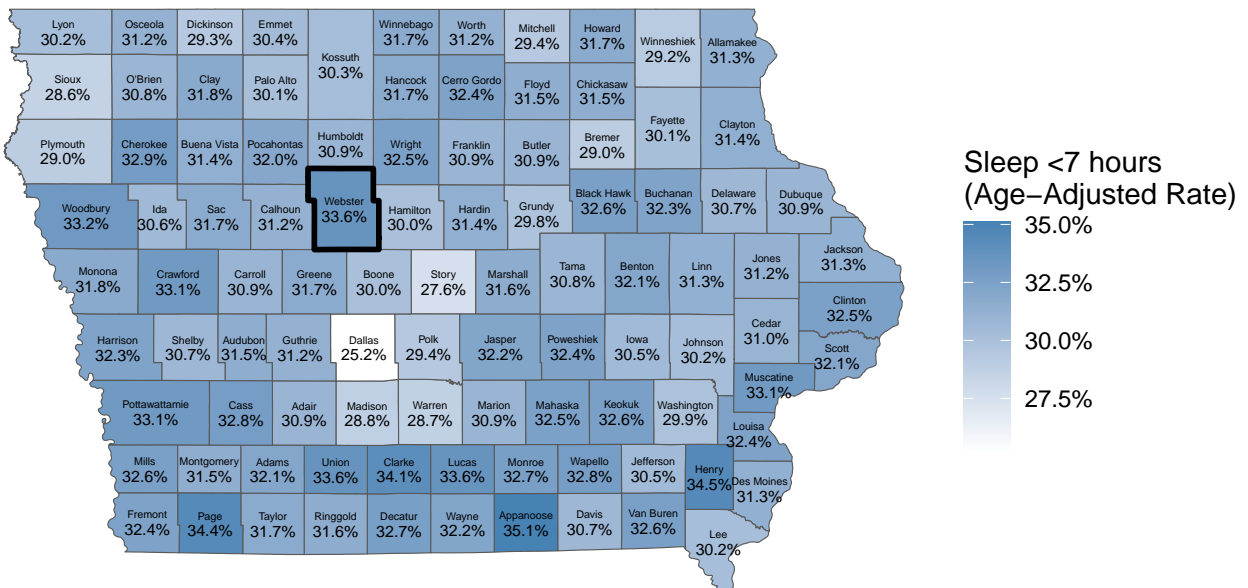 Lyon
30.2%
Osceola
31.2%
Dickinson
29.3%
Emmet
30.4%
Kossuth
30.3%
Winnebago
31.7%
Worth
31.2%
Mitchell
29.4%
Howard
31.7%
Winneshiek
29.2%
Allamakee
31.3%
Sioux
28.6%
O'Brien
30.8%
Clay
31.8%
Palo Alto
30.1%
Hancock
31.7%
Cerro Gordo
32.4%
Floyd
31.5%
Chickasaw
31.5%
Fayette
30.1%
Clayton
31.4%
Plymouth
29.0%
Cherokee
32.9%
Buena Vista
31.4%
Pocahontas
32.0%
Humboldt
30.9%
Wright
32.5%
Franklin
30.9%
Butler
30.9%
Bremer
29.0%
Woodbury
33.2%
Ida
30.6%
Sac
31.7%
Calhoun
31.2%
Webster
33.6%
Hamilton
30.0%
Hardin
31.4%
Grundy
29.8%
Black Hawk
32.6%
Buchanan
32.3%
Delaware
30.7%
Dubuque
30.9%
Monona
31.8%
Crawford
33.1%
Carroll
30.9%
Greene
31.7%
Boone
30.0%
Story
27.6%
Marshall
31.6%
Tama
30.8%
Benton
32.1%
Linn
31.3%
Jones
31.2%
Jackson
31.3%
Clinton
32.5%
Harrison
32.3%
Shelby
30.7%
Audubon
31.5%
Guthrie
31.2%
Dallas
25.2%
Polk
29.4%
Jasper
32.2%
Poweshiek
32.4%
Iowa
30.5%
Johnson
30.2%
Cedar
31.0%
Scott
32.1%
Muscatine
33.1%
Pottawattamie
33.1%
Cass
32.8%
Adair
30.9%
Madison
28.8%
Warren
28.7%
Marion
30.9%
Mahaska
32.5%
Keokuk
32.6%
Washington
29.9%
Louisa
32.4%
Mills
32.6%
Montgomery
31.5%
Adams
32.1%
Union
33.6%
Clarke
34.1%
Lucas
33.6%
Monroe
32.7%
Wapello
32.8%
Jefferson
30.5%
Henry
34.5%
Des Moines
31.3%
Fremont
32.4%
Page
34.4%
Taylor
31.7%
Ringgold
31.6%
Decatur
32.7%
Wayne
32.2%
Appanoose
35.1%
Davis
30.7%
Van Buren
32.6%
Lee
30.2%
Sleep <7 hours
(Age−Adjusted Rate)
35.0%
32.5%
30.0%
27.5%